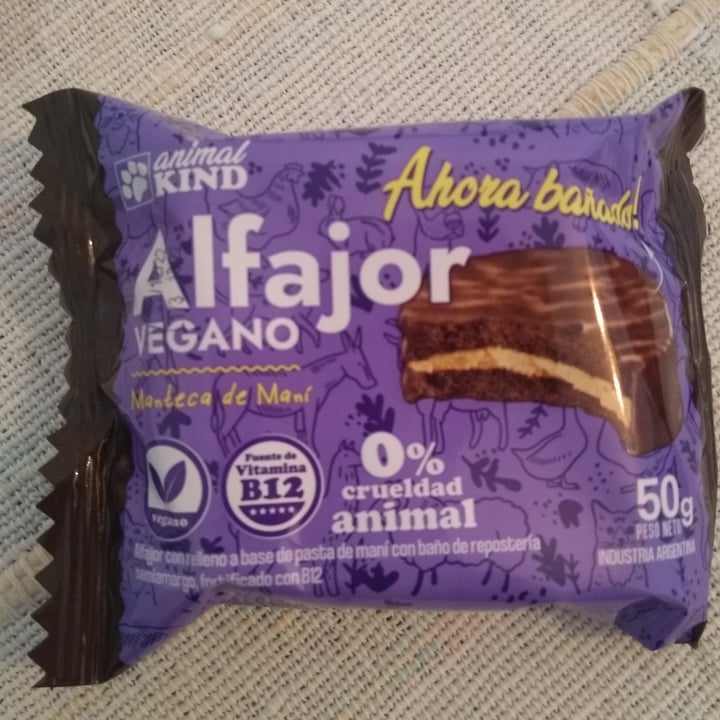 animal
KIND
Ahora bañado!
Alfajor
VEGANO
Manteca de Maní
vegano
Fuente de
Vitamina
B12
0%
crueldad
animal
50g
PESO NETO
INDUSTRIA ARGENTINA
Alfajor con relleno a base de pasta de maní con baño de repostería
semiamargo, fortificado con B12